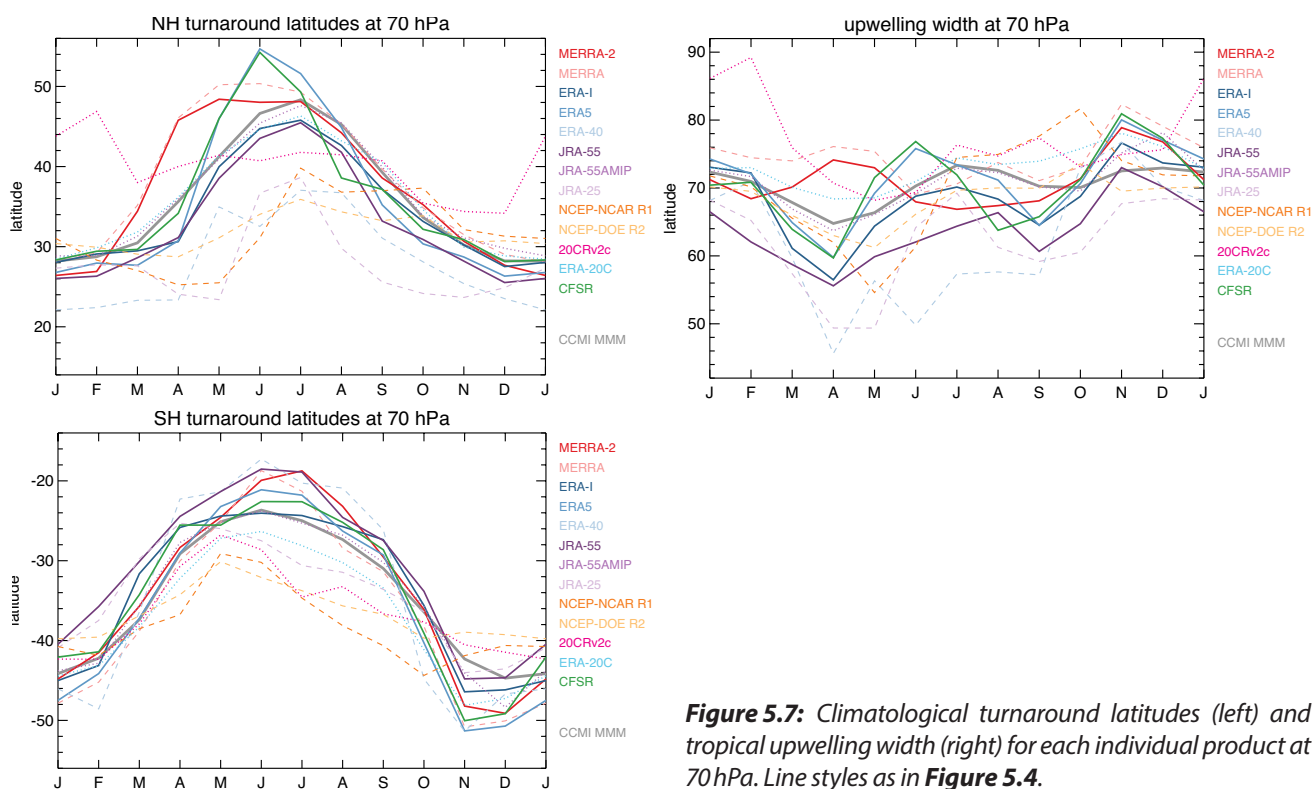 NH turnaround latitudes at 70 hPa
latitude
50
40
30
20
J F M A M J J A S O N D J
MERRA-2
MERRA
ERA-I
ERA5
ERA-40
JRA-55
JRA-55AMIP
JRA-25
NCEP-NCAR R1
NCEP-DOE R2
20CRv2c
ERA-20C
CFSR
CCMI MMM
upwelling width at 70 hPa
latitude
90
80
70
60
50
J F M A M J J A S O N D J
MERRA-2
MERRA
ERA-I
ERA5
ERA-40
JRA-55
JRA-55AMIP
JRA-25
NCEP-NCAR R1
NCEP-DOE R2
20CRv2c
ERA-20C
CFSR
CCMI MMM
SH turnaround latitudes at 70 hPa
latitude
-20
-30
-40
-50
J F M A M J J A S O N D J
MERRA-2
MERRA
ERA-I
ERA5
ERA-40
JRA-55
JRA-55AMIP
JRA-25
NCEP-NCAR R1
NCEP-DOE R2
20CRv2c
ERA-20C
CFSR
CCMI MMM
Figure 5.7: Climatological turnaround latitudes (left) and
tropical upwelling width (right) for each individual product at
70 hPa. Line styles as in Figure 5.4.